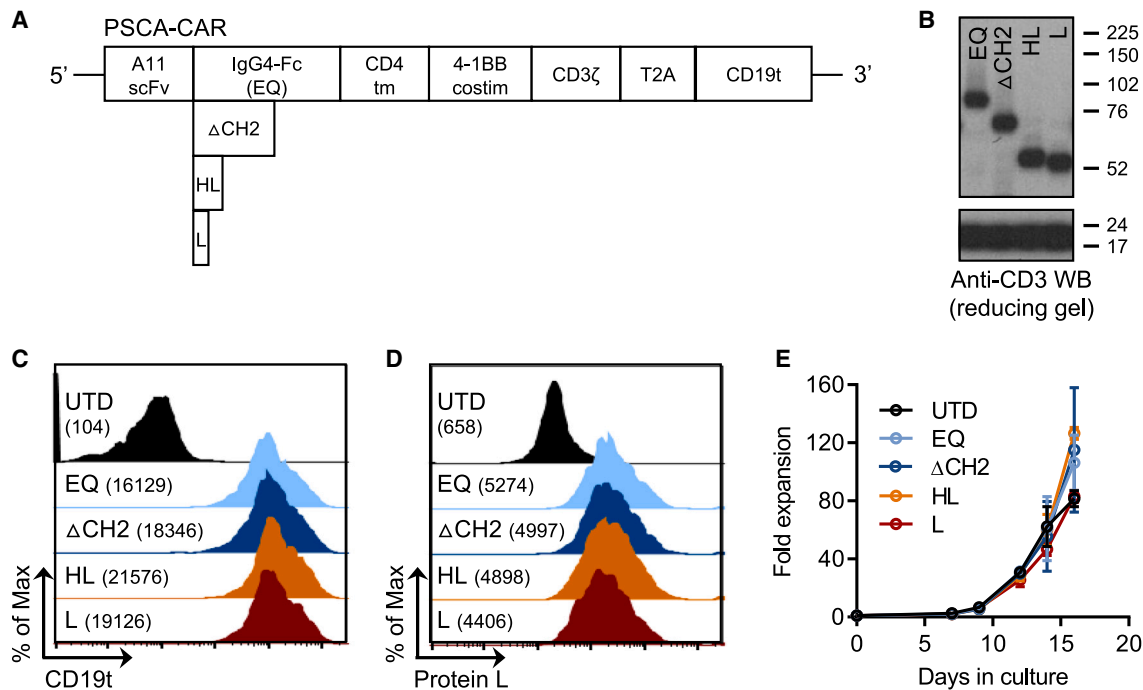 A
PSCA-CAR
5’
A11 scFv
IgG4-Fc (EQ)
CD4 tm
4-1BB costim
CD3ζ
T2A
CD19t
3’
ΔCH2
HL
L
B
EQ
ΔCH2
HL
L
225
150
102
76
52
24
17
Anti-CD3 WB
(reducing gel)
C
UTD
(104)
EQ (16129)
ΔCH2 (18346)
HL (21576)
L (19126)
% of Max
CD19t
D
UTD
(658)
EQ (5274)
ΔCH2 (4997)
HL (4898)
L (4406)
% of Max
Protein L
E
160
120
80
40
0
Fold expansion
UTD
EQ
ΔCH2
HL
L
0
5
10
15
20
Days in culture